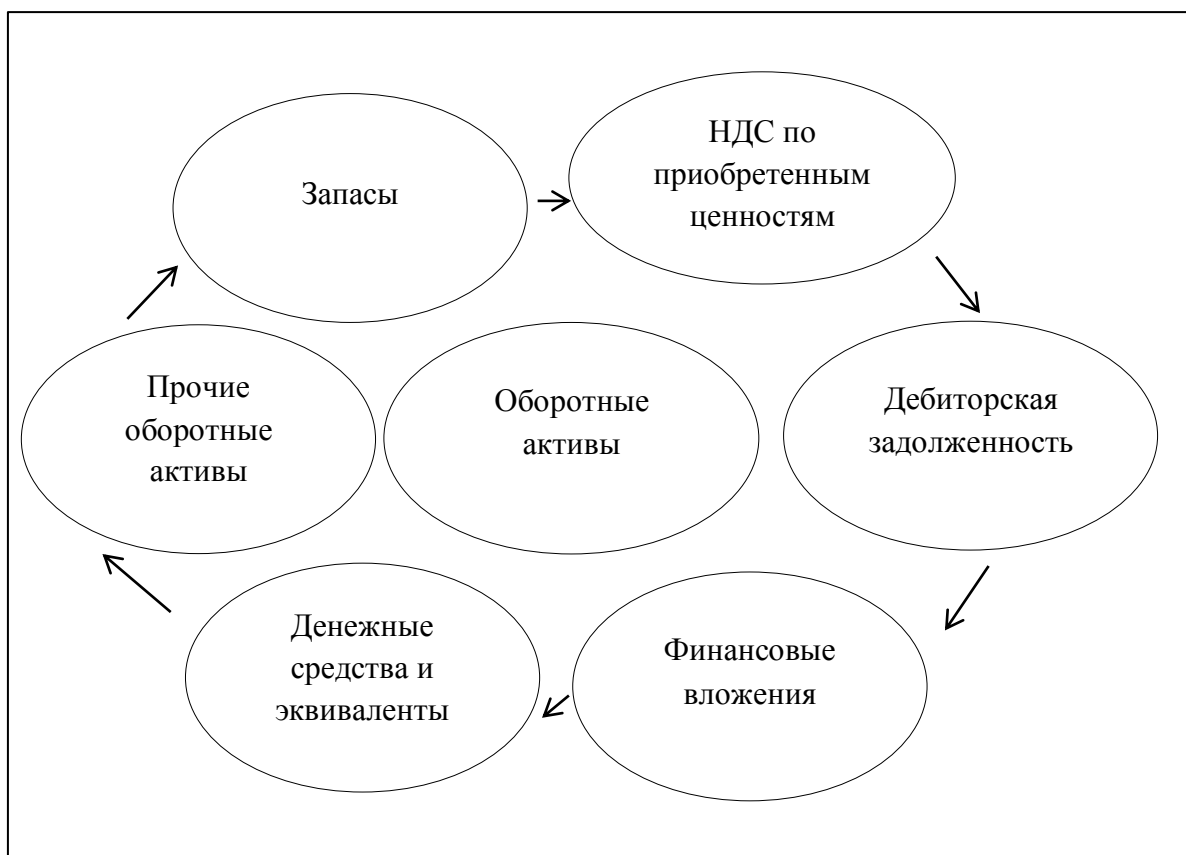 Запасы
НДС по
приобретенным
ценностям
Прочие
оборотные
активы
Оборотные
активы
Дебиторская
задолженность
Денежные
средства и
эквиваленты
Финансовые
вложения